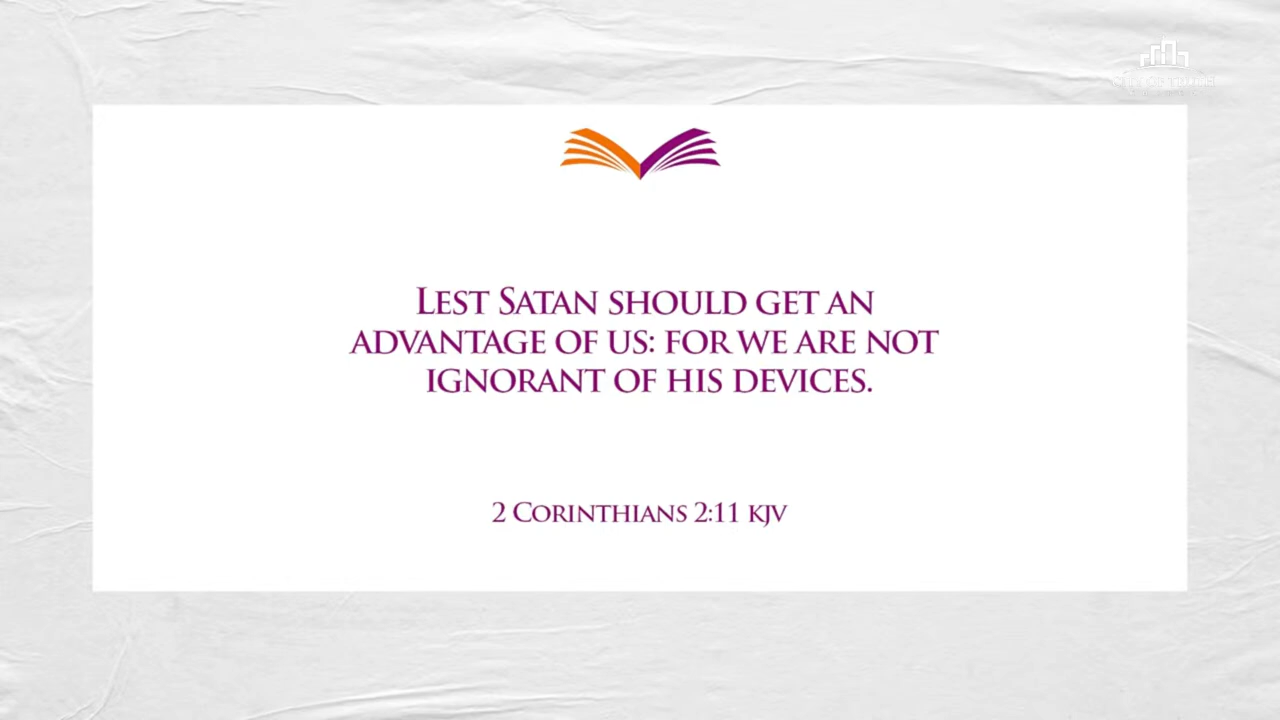 Lest Satan should get an
advantage of us: for we are not
ignorant of his devices.
2 Corinthians 2:11 KJV